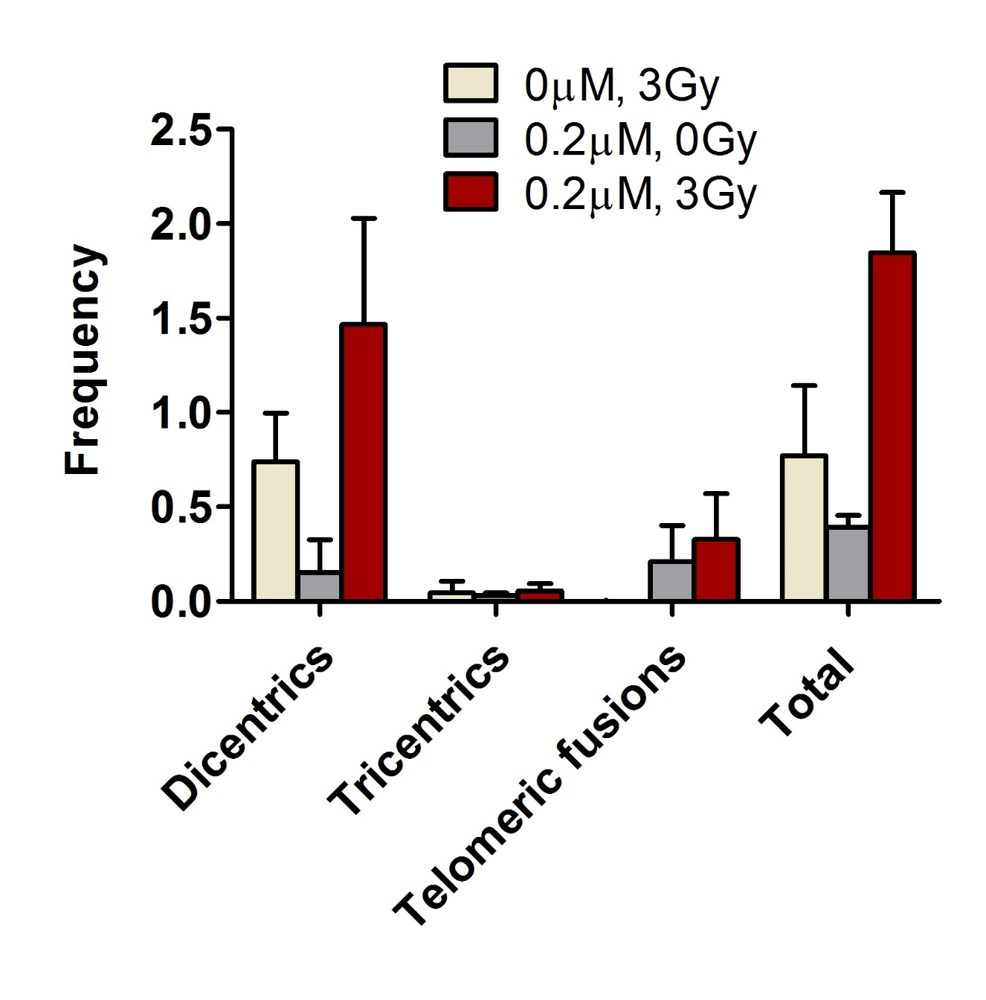 0μM, 3Gy
0.2μM, 0Gy
0.2μM, 3Gy
Frequency
2.5
2.0
1.5
1.0
0.5
0.0
Dicentrics
Tricentrics
Telomeric fusions
Total